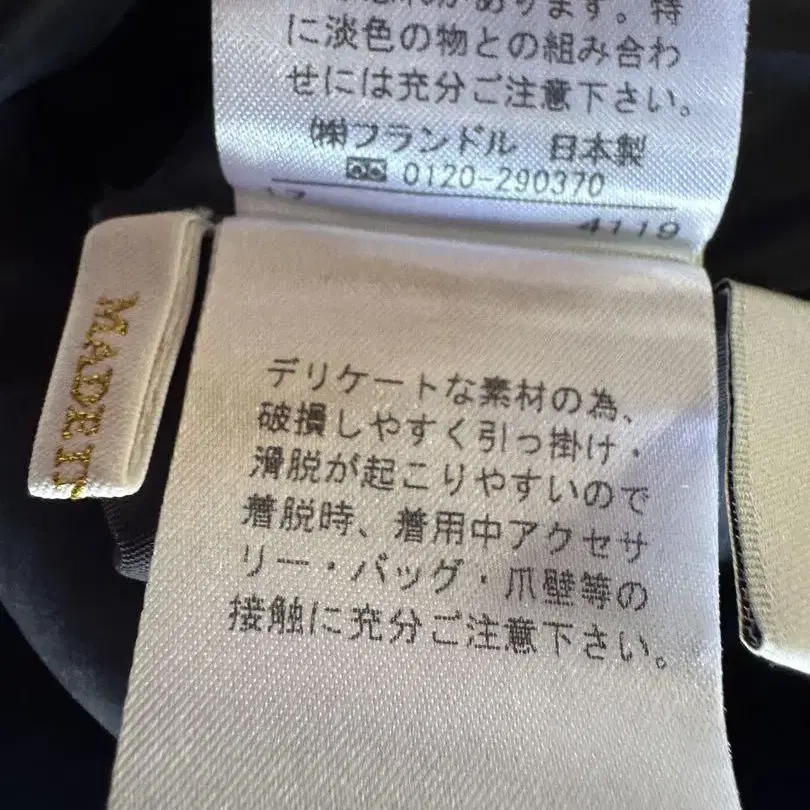 に淡色の物との組み合わ
せには充分ご注意下さい。
㈱フランドル 日本製
0120-290370
4119
MADE I
デリケートな素材の為、
破損しやすく引っ掛け・
滑脱が起こりやすいので
着脱時、着用中アクセサ
リー・バッグ・爪壁等の
接触に充分ご注意下さい。